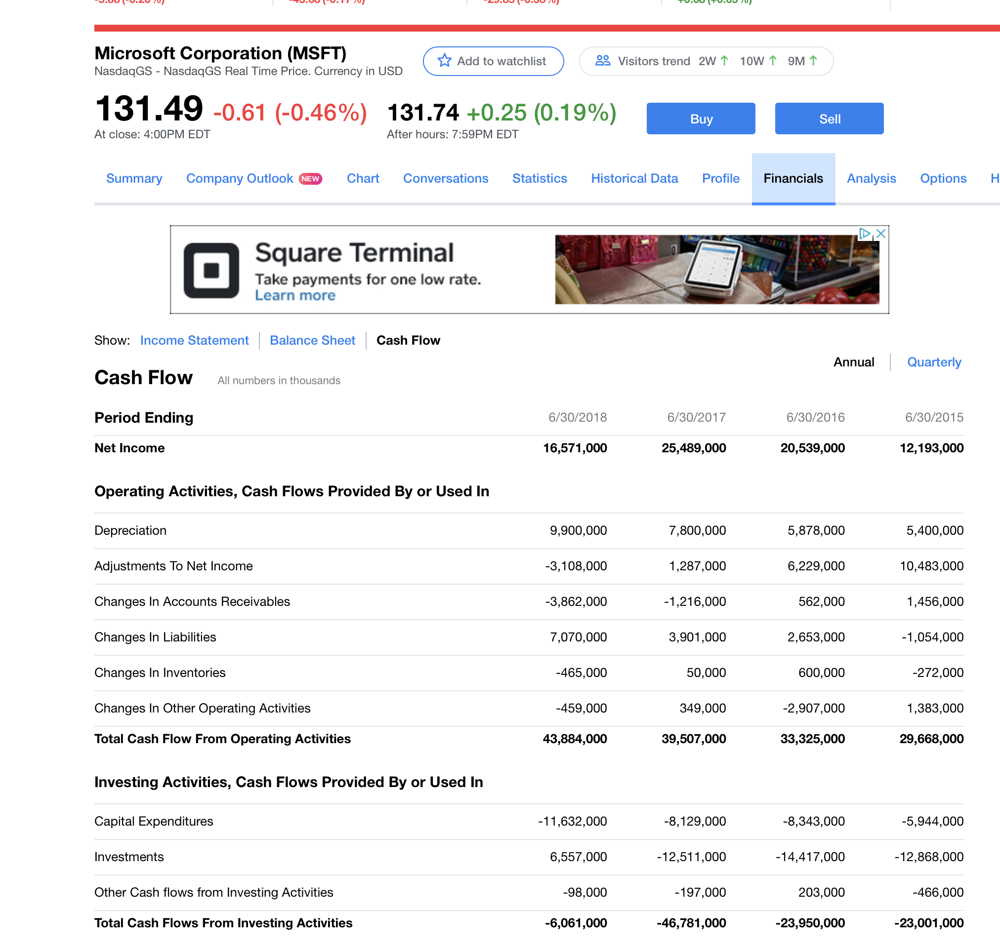 Microsoft Corporation (MSFT)
NasdaqGS - NasdaqGS Real Time Price. Currency in USD
Add to watchlist
Visitors trend 2W ↑ 10W ↑ 9M ↑
131.49 -0.61 (-0.46%) 131.74 +0.25 (0.19%)
At close: 4:00PM EDT After hours: 7:59PM EDT
Buy Sell
Summary Company Outlook NEW Chart Conversations Statistics Historical Data Profile Financials Analysis Options H
Square Terminal
Take payments for one low rate.
Learn more
Show: Income Statement Balance Sheet Cash Flow
Annual Quarterly
Cash Flow All numbers in thousands
Period Ending 6/30/2018 6/30/2017 6/30/2016 6/30/2015
Net Income 16,571,000 25,489,000 20,539,000 12,193,000
Operating Activities, Cash Flows Provided By or Used In
Depreciation 9,900,000 7,800,000 5,878,000 5,400,000
Adjustments To Net Income -3,108,000 1,287,000 6,229,000 10,483,000
Changes In Accounts Receivables -3,862,000 -1,216,000 562,000 1,456,000
Changes In Liabilities 7,070,000 3,901,000 2,653,000 -1,054,000
Changes In Inventories -465,000 50,000 600,000 -272,000
Changes In Other Operating Activities -459,000 349,000 -2,907,000 1,383,000
Total Cash Flow From Operating Activities 43,884,000 39,507,000 33,325,000 29,668,000
Investing Activities, Cash Flows Provided By or Used In
Capital Expenditures -11,632,000 -8,129,000 -8,343,000 -5,944,000
Investments 6,557,000 -12,511,000 -14,417,000 -12,868,000
Other Cash flows from Investing Activities -98,000 -197,000 203,000 -466,000
Total Cash Flows From Investing Activities -6,061,000 -46,781,000 -23,950,000 -23,001,000